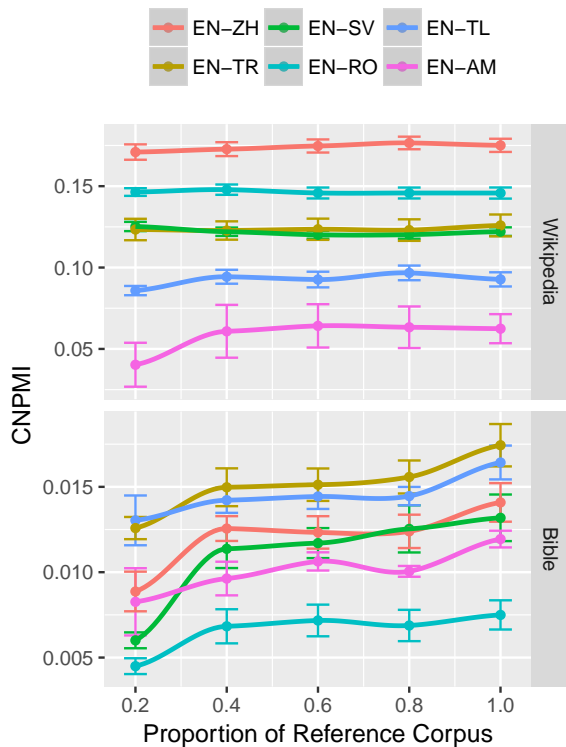 EN−ZH EN−SV EN−TL
EN−TR EN−RO EN−AM
CNPMI
0.15
0.10
0.05
Wikipedia
0.015
0.010
0.005
Bible
0.2 0.4 0.6 0.8 1.0
Proportion of Reference Corpus